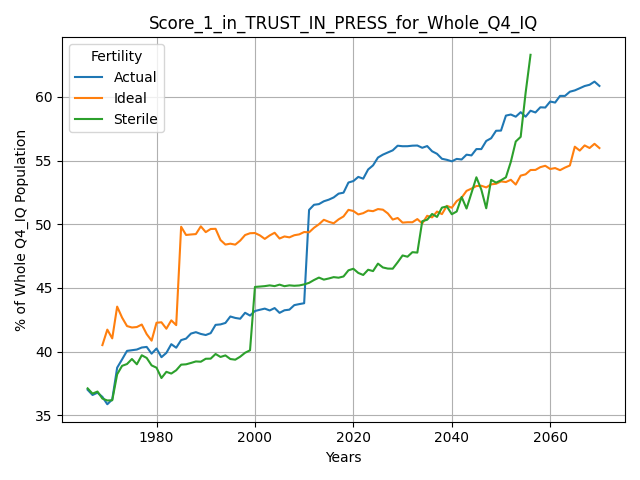 Score_1_in_TRUST_IN_PRESS_for_Whole_Q4_IQ
Fertility
Actual
Ideal
Sterile
% of Whole Q4_IQ Population
60
55
50
45
40
35
1980
2000
2020
2040
2060
Years